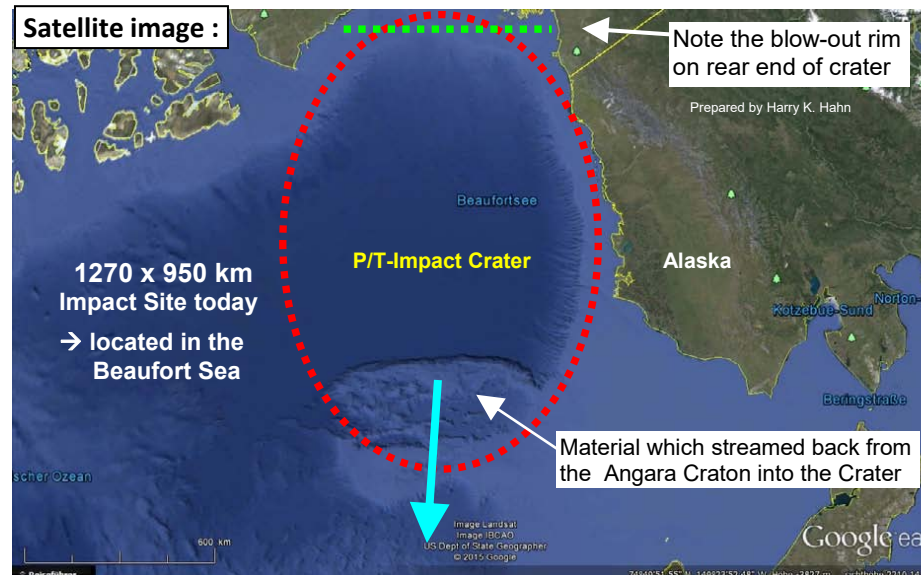 Satellite image :
Note the blow-out rim
on rear end of crater
Prepared by Harry K. Hahn
Beaufortsee
P/T-Impact Crater
Alaska
1270 x 950 km
Impact Site today
→ located in the
Beaufort Sea
Kotzebue-Sund
Norton-
Beringstraße
Material which streamed back from
the Angara Craton into the Crater
scher Ozean
Image Landsat
Image IBCAO
US Dept of State Geographer
© 2015 Google
600 km
Google ea